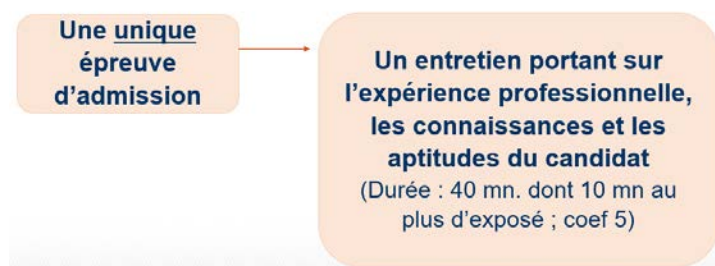 Une unique
épreuve
d'admission
Un entretien portant sur
l'expérience professionnelle,
les connaissances et les
aptitudes du candidat
(Durée : 40 mn. dont 10 mn au
plus d'exposé ; coef 5)